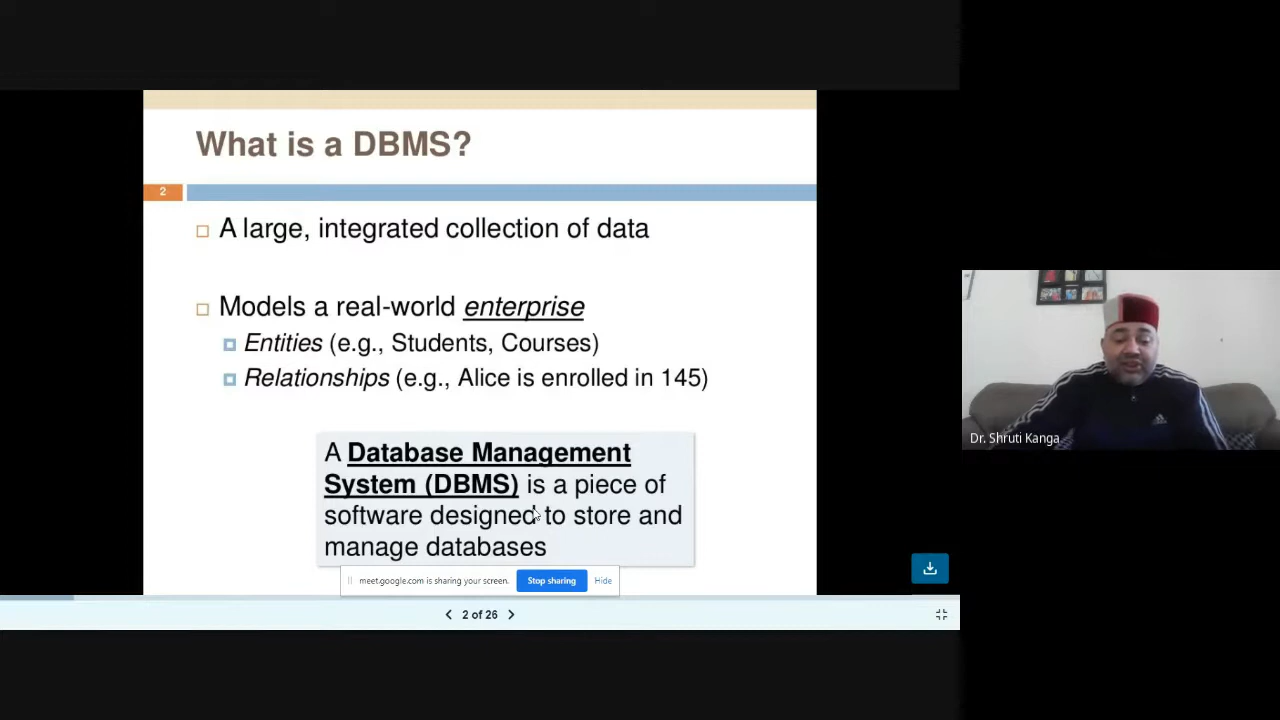 What is a DBMS?
2
A large, integrated collection of data
Models a real-world enterprise
Entities (e.g., Students, Courses)
Relationships (e.g., Alice is enrolled in 145)
A Database Management
System (DBMS) is a piece of
software designed to store and
manage databases
meet.google.com is sharing your screen.
Stop sharing
Hide
2 of 26
Dr. Shruti Kanga